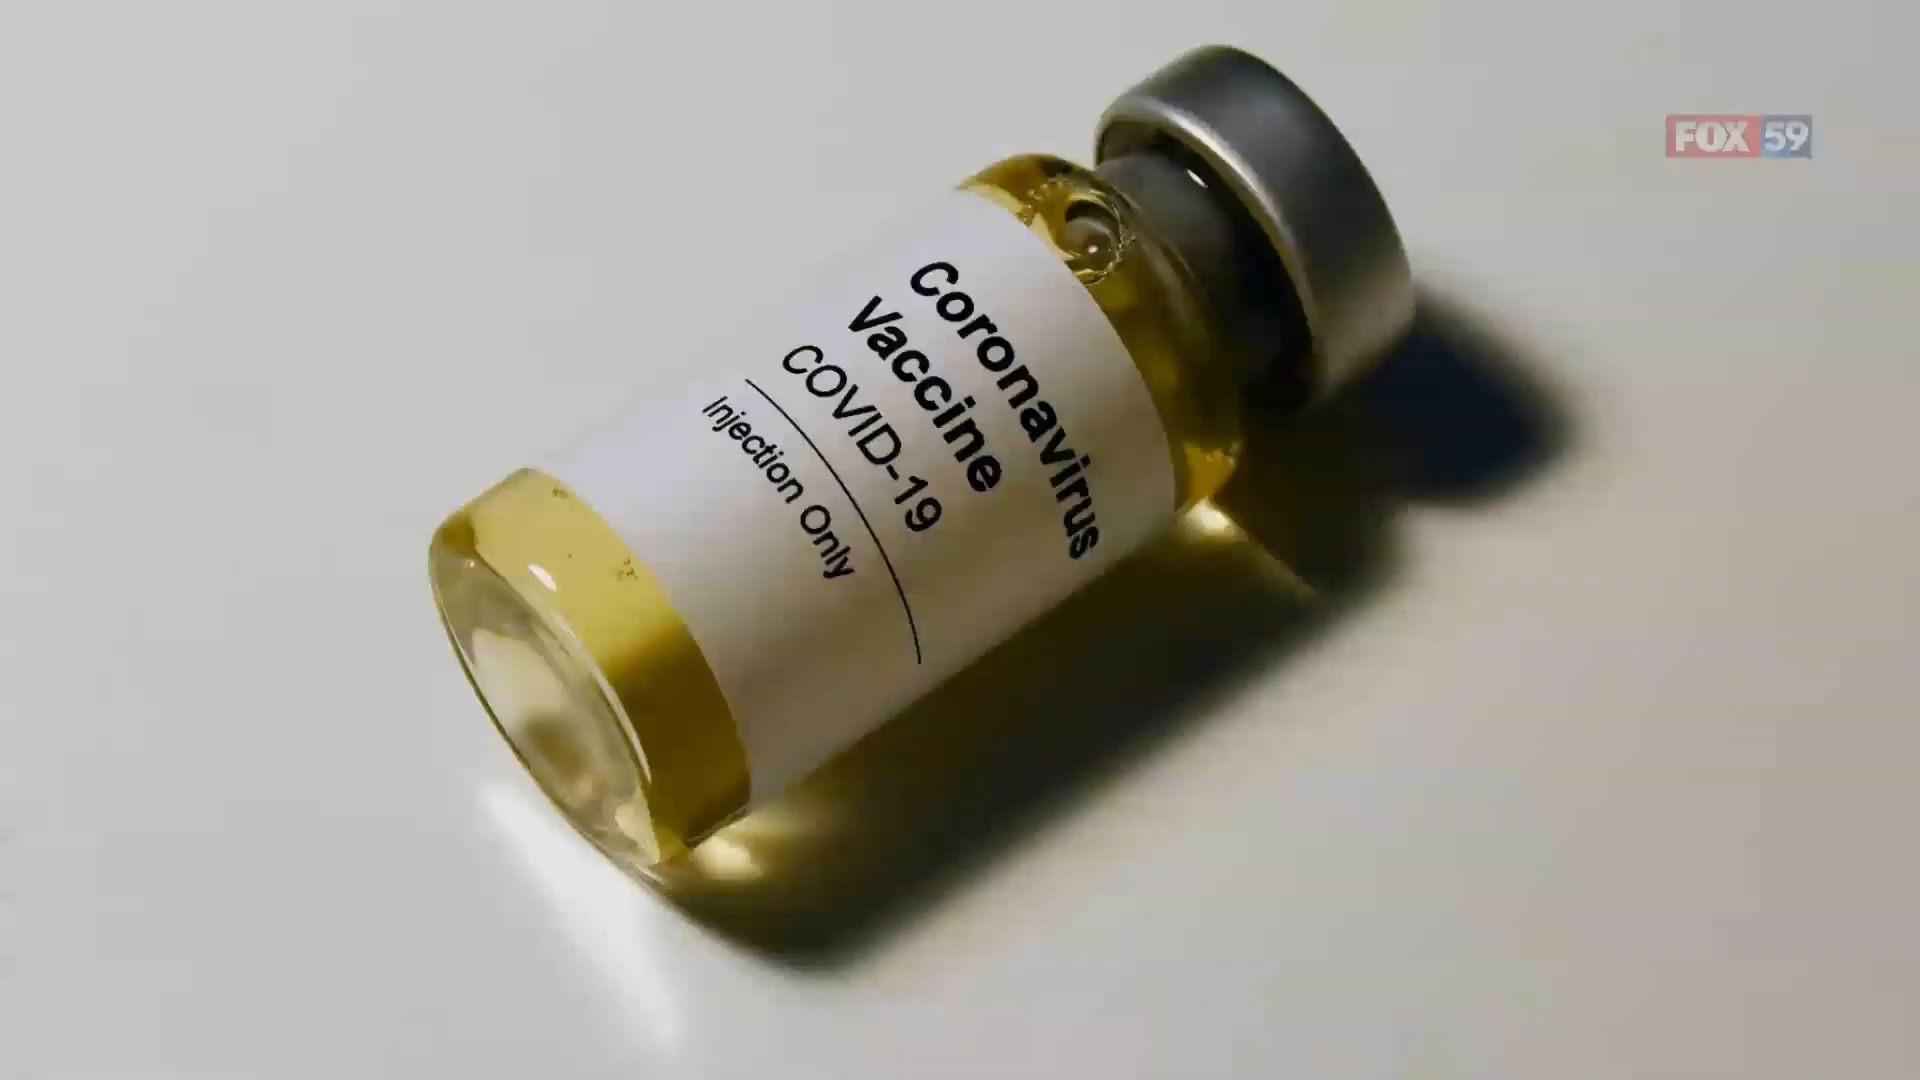 FOX 59
Coronavirus
Vaccine
COVID-19
Injection Only